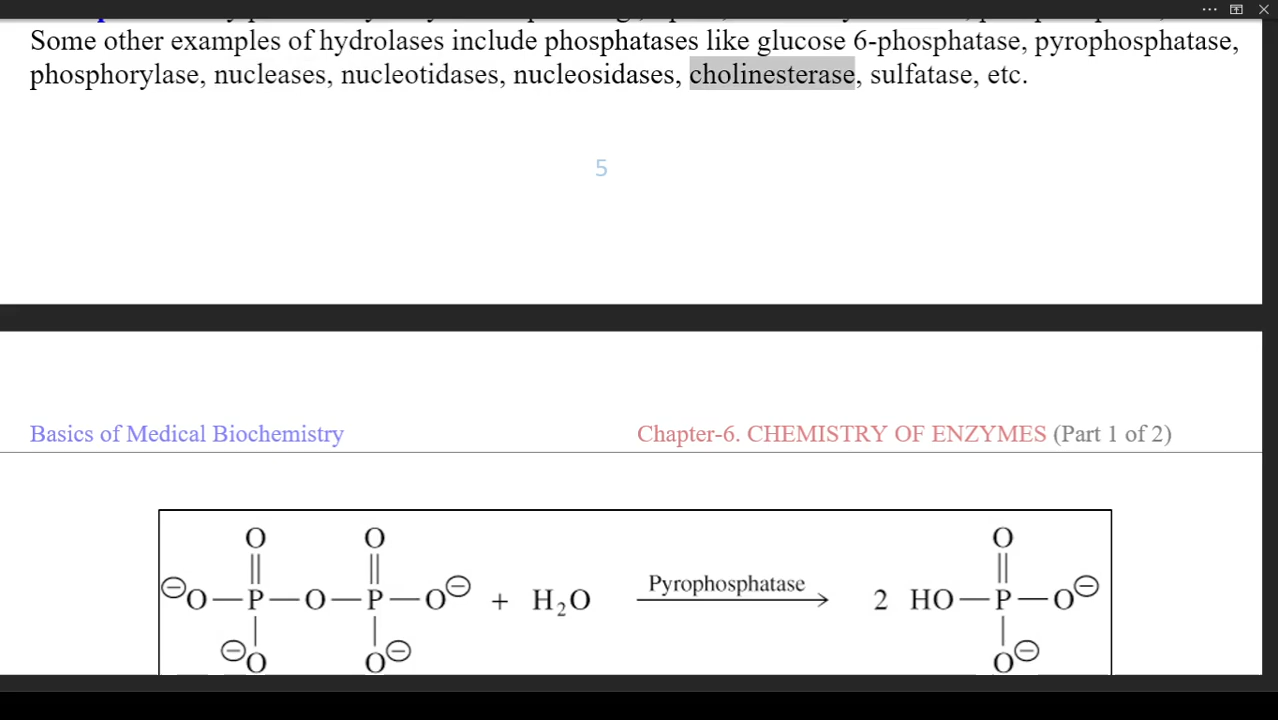 Some other examples of hydrolases include phosphatases like glucose 6-phosphatase, pyrophosphatase,
phosphorylase, nucleases, nucleotidases, nucleosidases, cholinesterase, sulfatase, etc.
5
Basics of Medical Biochemistry Chapter-6. CHEMISTRY OF ENZYMES (Part 1 of 2)
O O O
⊖O—P—O—P—O⊖ + H₂O Pyrophosphatase 2 HO—P—O⊖
⊖O O⊖ O⊖